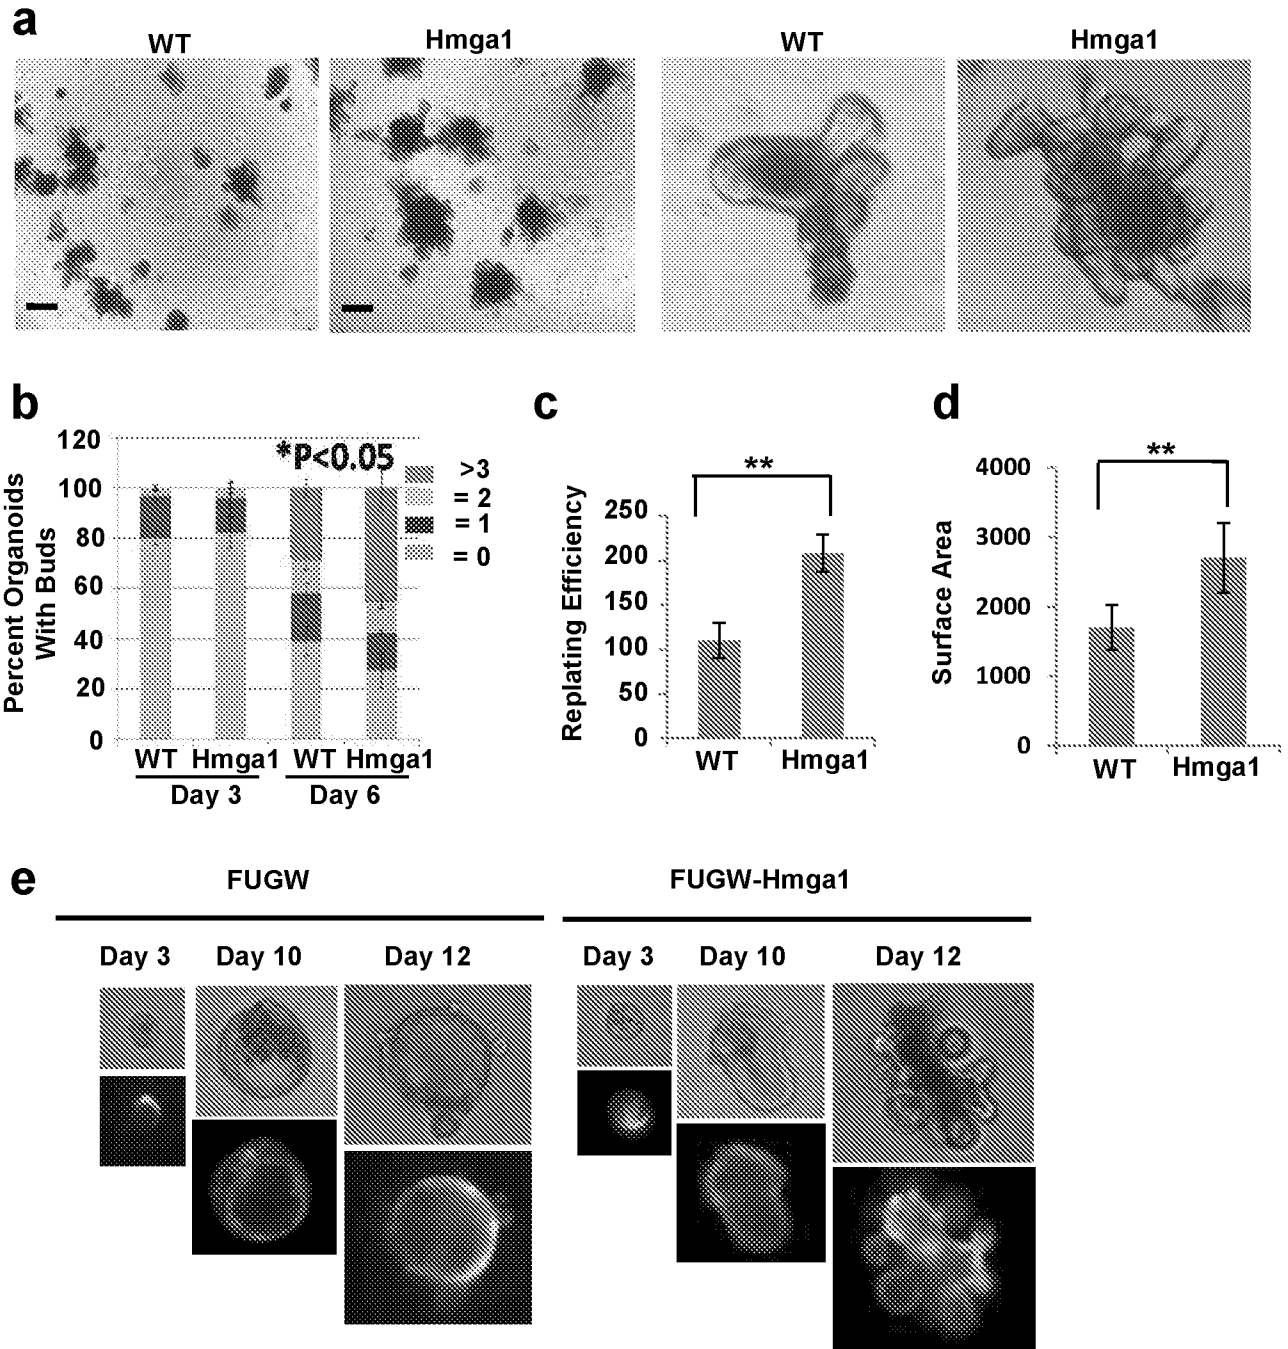 a
WT
Hmga1
WT
Hmga1
b
Percent Organoids
With Buds
120
100
80
60
40
20
0
*P<0.05
>3
= 2
= 1
= 0
WT
Hmga1
WT
Hmga1
Day 3
Day 6
c
Replating Efficiency
250
200
150
100
50
0
**
WT
Hmga1
d
Surface Area
4000
3000
2000
1000
0
**
WT
Hmga1
e
FUGW
FUGW-Hmga1
Day 3
Day 10
Day 12
Day 3
Day 10
Day 12